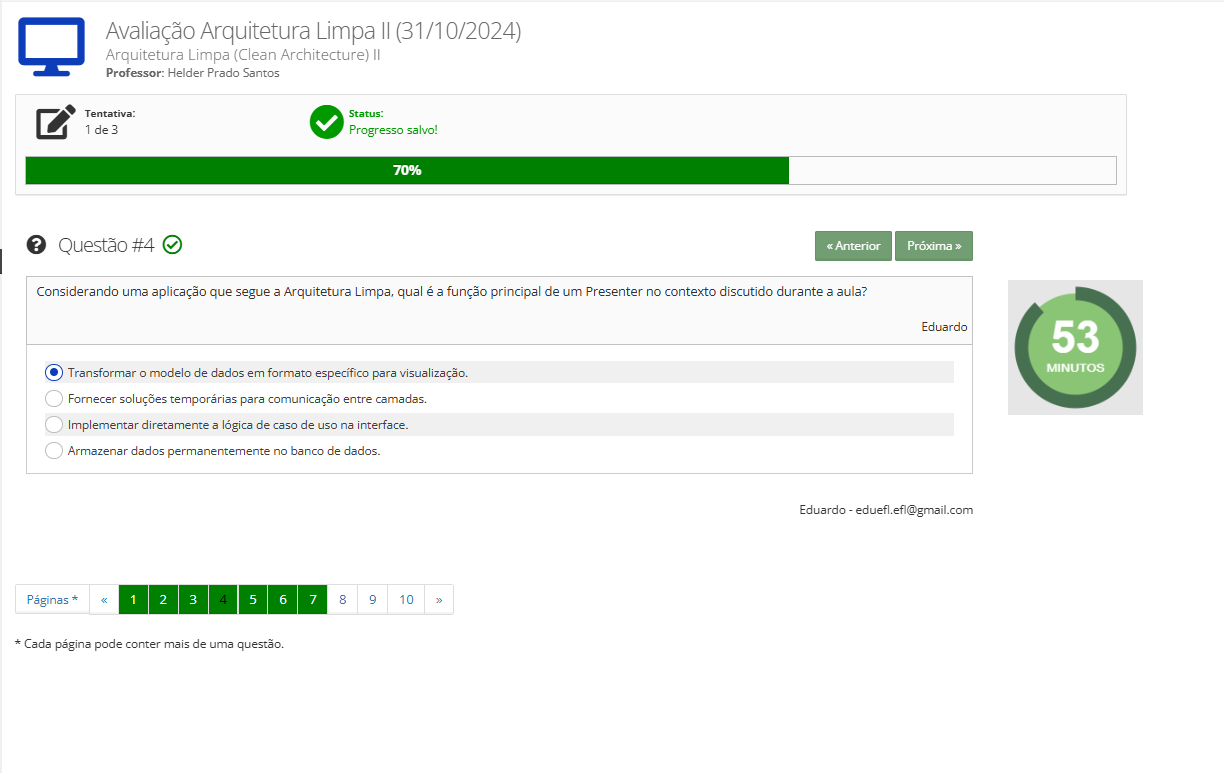 Avaliação Arquitetura Limpa II (31/10/2024)
Arquitetura Limpa (Clean Architecture) II
Professor: Helder Prado Santos
Tentativa:
1 de 3
Status:
Progresso salvo!
70%
Questão #4
« Anterior
Próxima »
Considerando uma aplicação que segue a Arquitetura Limpa, qual é a função principal de um Presenter no contexto discutido durante a aula?
Eduardo
Transformar o modelo de dados em formato específico para visualização.
Fornecer soluções temporárias para comunicação entre camadas.
Implementar diretamente a lógica de caso de uso na interface.
Armazenar dados permanentemente no banco de dados.
53
MINUTOS
Eduardo - eduefl.efl@gmail.com
Páginas * « 1 2 3 4 5 6 7 8 9 10 »
* Cada página pode conter mais de uma questão.